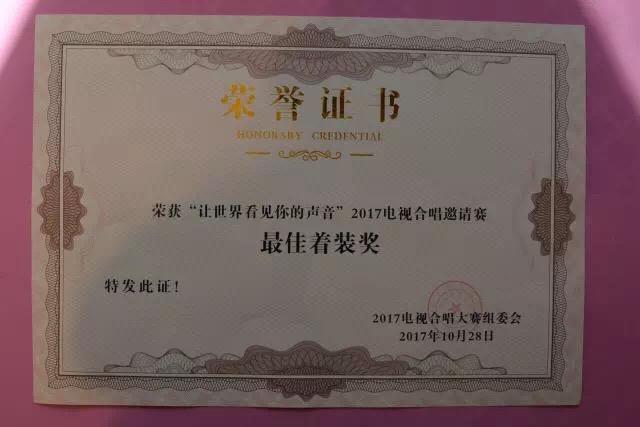 荣誉证书
HONORARY CREDENTIAL
荣获“让世界看见你的声音”2017电视合唱邀请赛
最佳着装奖
特发此证！
2017电视合唱大赛组委会
2017年10月28日